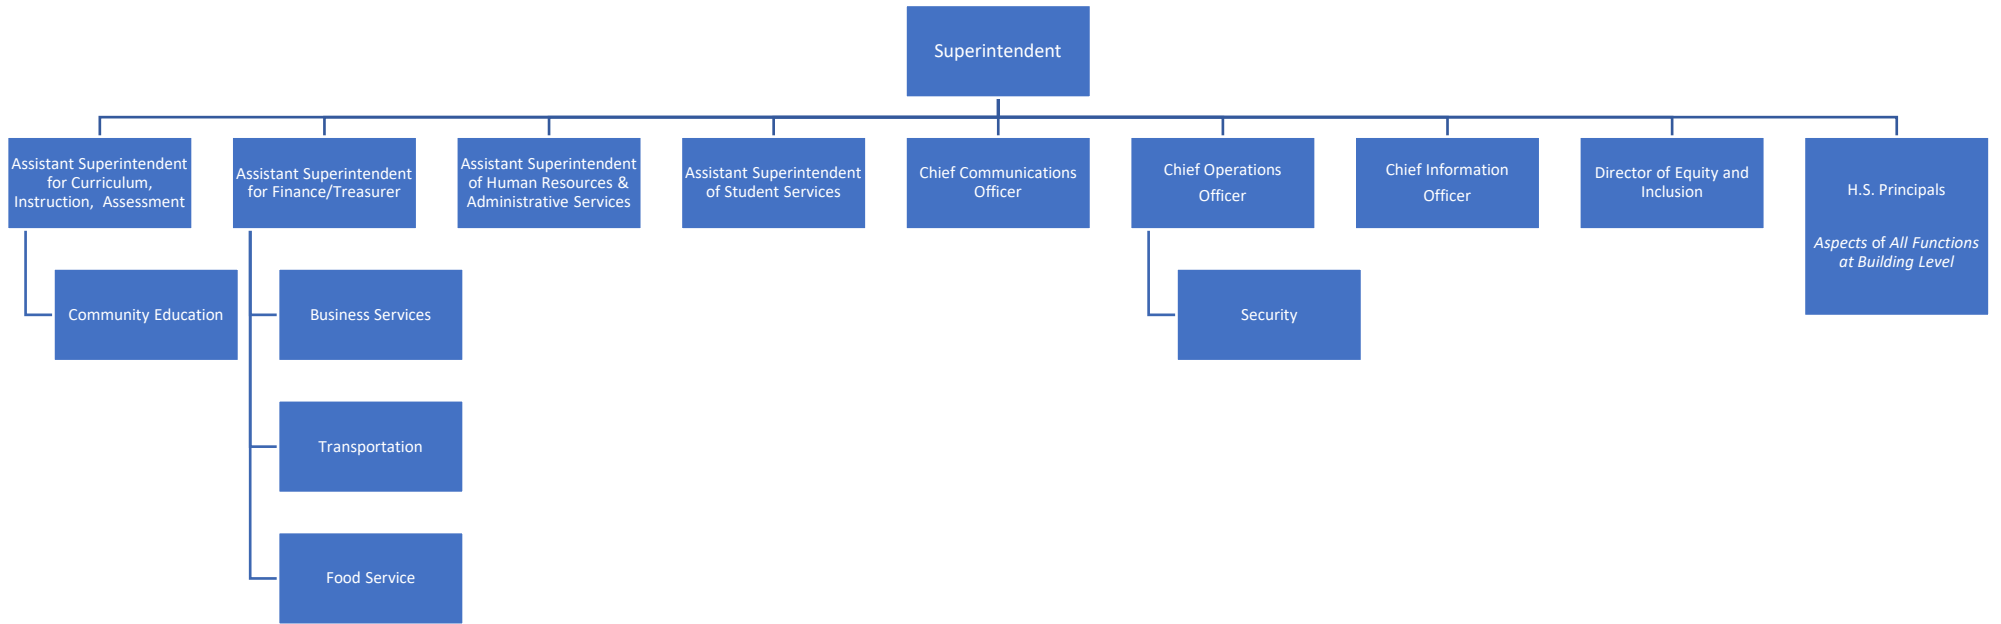 Superintendent
Assistant Superintendent
for Curriculum,
Instruction, Assessment
Assistant Superintendent
for Finance/Treasurer
Assistant Superintendent
of Human Resources &
Administrative Services
Assistant Superintendent
of Student Services
Chief Communications
Officer
Chief Operations
Officer
Chief Information
Officer
Director of Equity and
Inclusion
H.S. Principals
Aspects of All Functions
at Building Level
Community Education
Business Services
Security
Transportation
Food Service